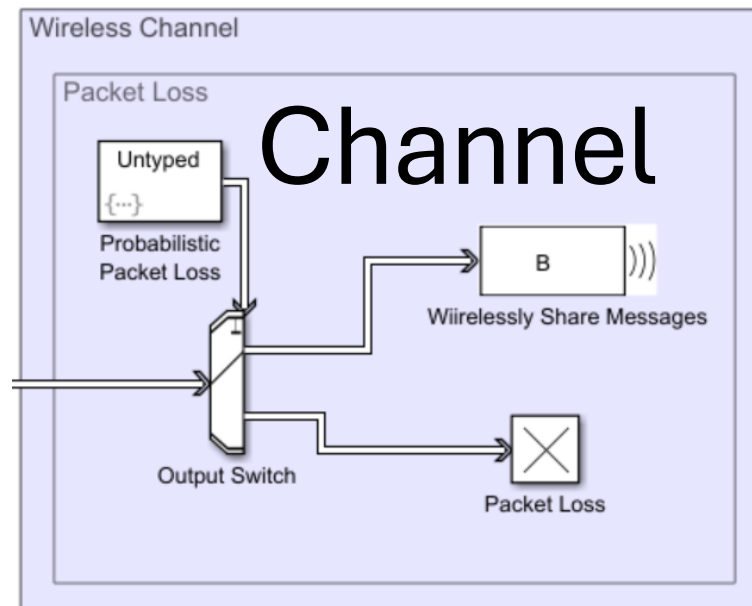 Wireless Channel
Packet Loss
Channel
Untyped
{...}
Probabilistic
Packet Loss
B
Wiirelessly Share Messages
Output Switch
Packet Loss